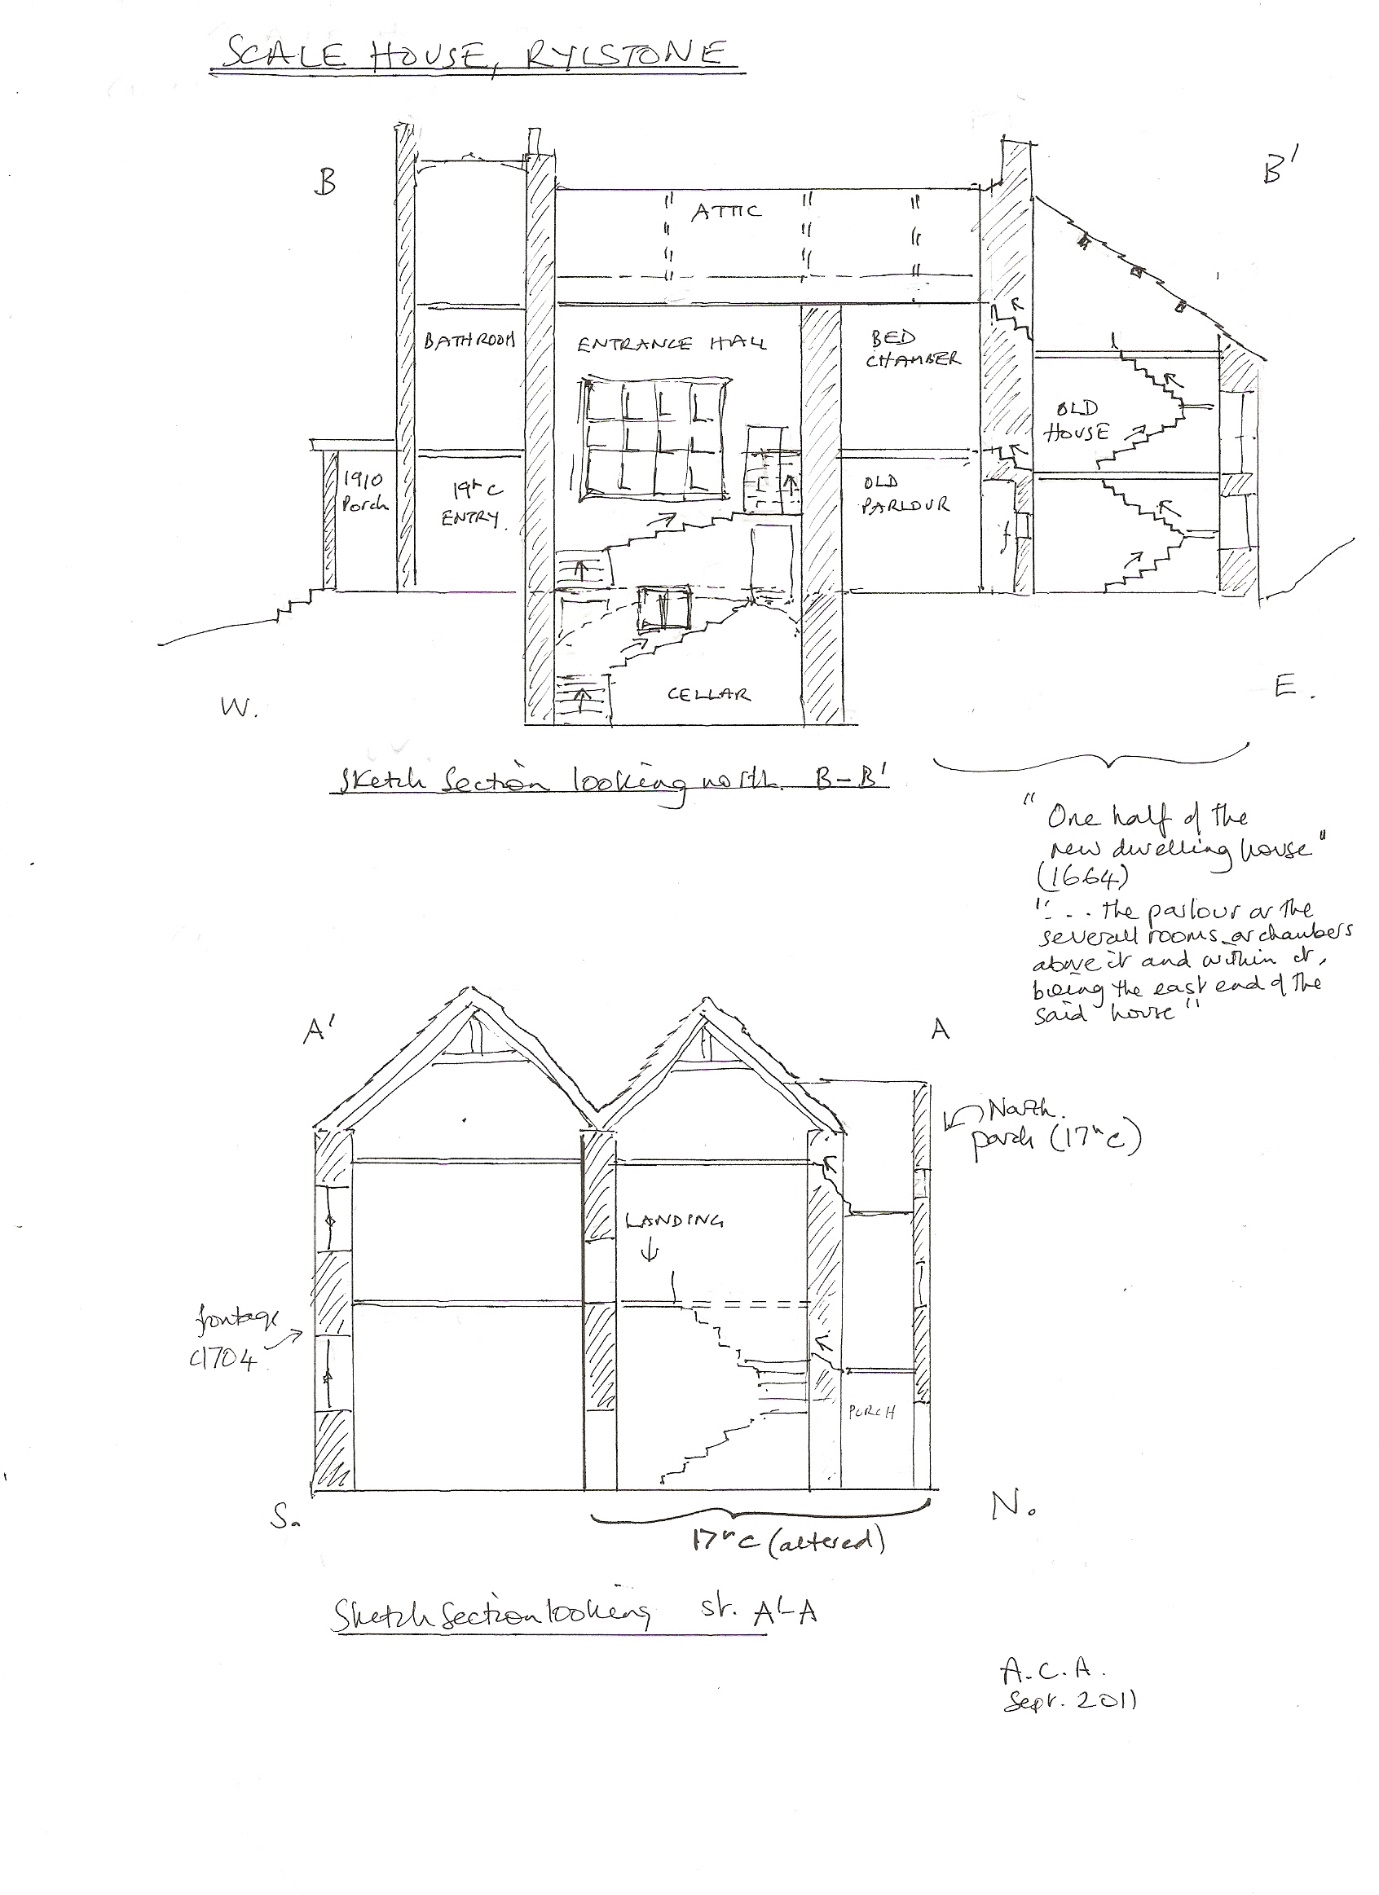 SCALE HOUSE, RYLSTONE
B
B'
ATTIC
BATHROOM
ENTRANCE HALL
BED
CHAMBER
OLD
HOUSE
1910
Porch
19th C
ENTRY.
OLD
PARLOUR
f
CELLAR
W.
E.
Sketch Section looking north B-B'
"One half of the
new dwelling house"
(1664)
"... the parlour or the
severall rooms or chambers
above it and within it,
being the east end of the
said house"
A'
A
North
porch (17th C)
LANDING
frontage
c1704
PORCH
S.
N.
17th C (altered)
Sketch Section looking st. A'-A
A.C.A.
Sept. 2011